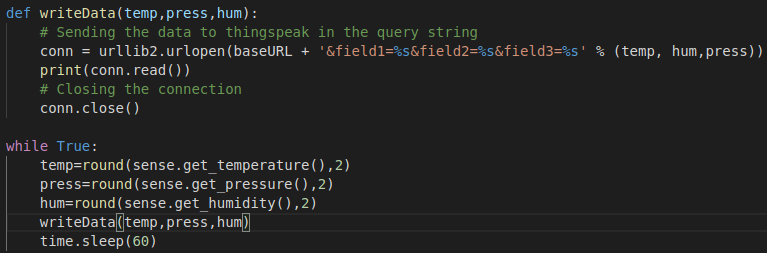 def writeData(temp,press,hum):
    # Sending the data to thingspeak in the query string
    conn = urllib2.urlopen(baseURL + '&field1=%s&field2=%s&field3=%s' % (temp, hum,press))
    print(conn.read())
    # Closing the connection
    conn.close()

while True:
    temp=round(sense.get_temperature(),2)
    press=round(sense.get_pressure(),2)
    hum=round(sense.get_humidity(),2)
    writeData(temp,press,hum)
    time.sleep(60)